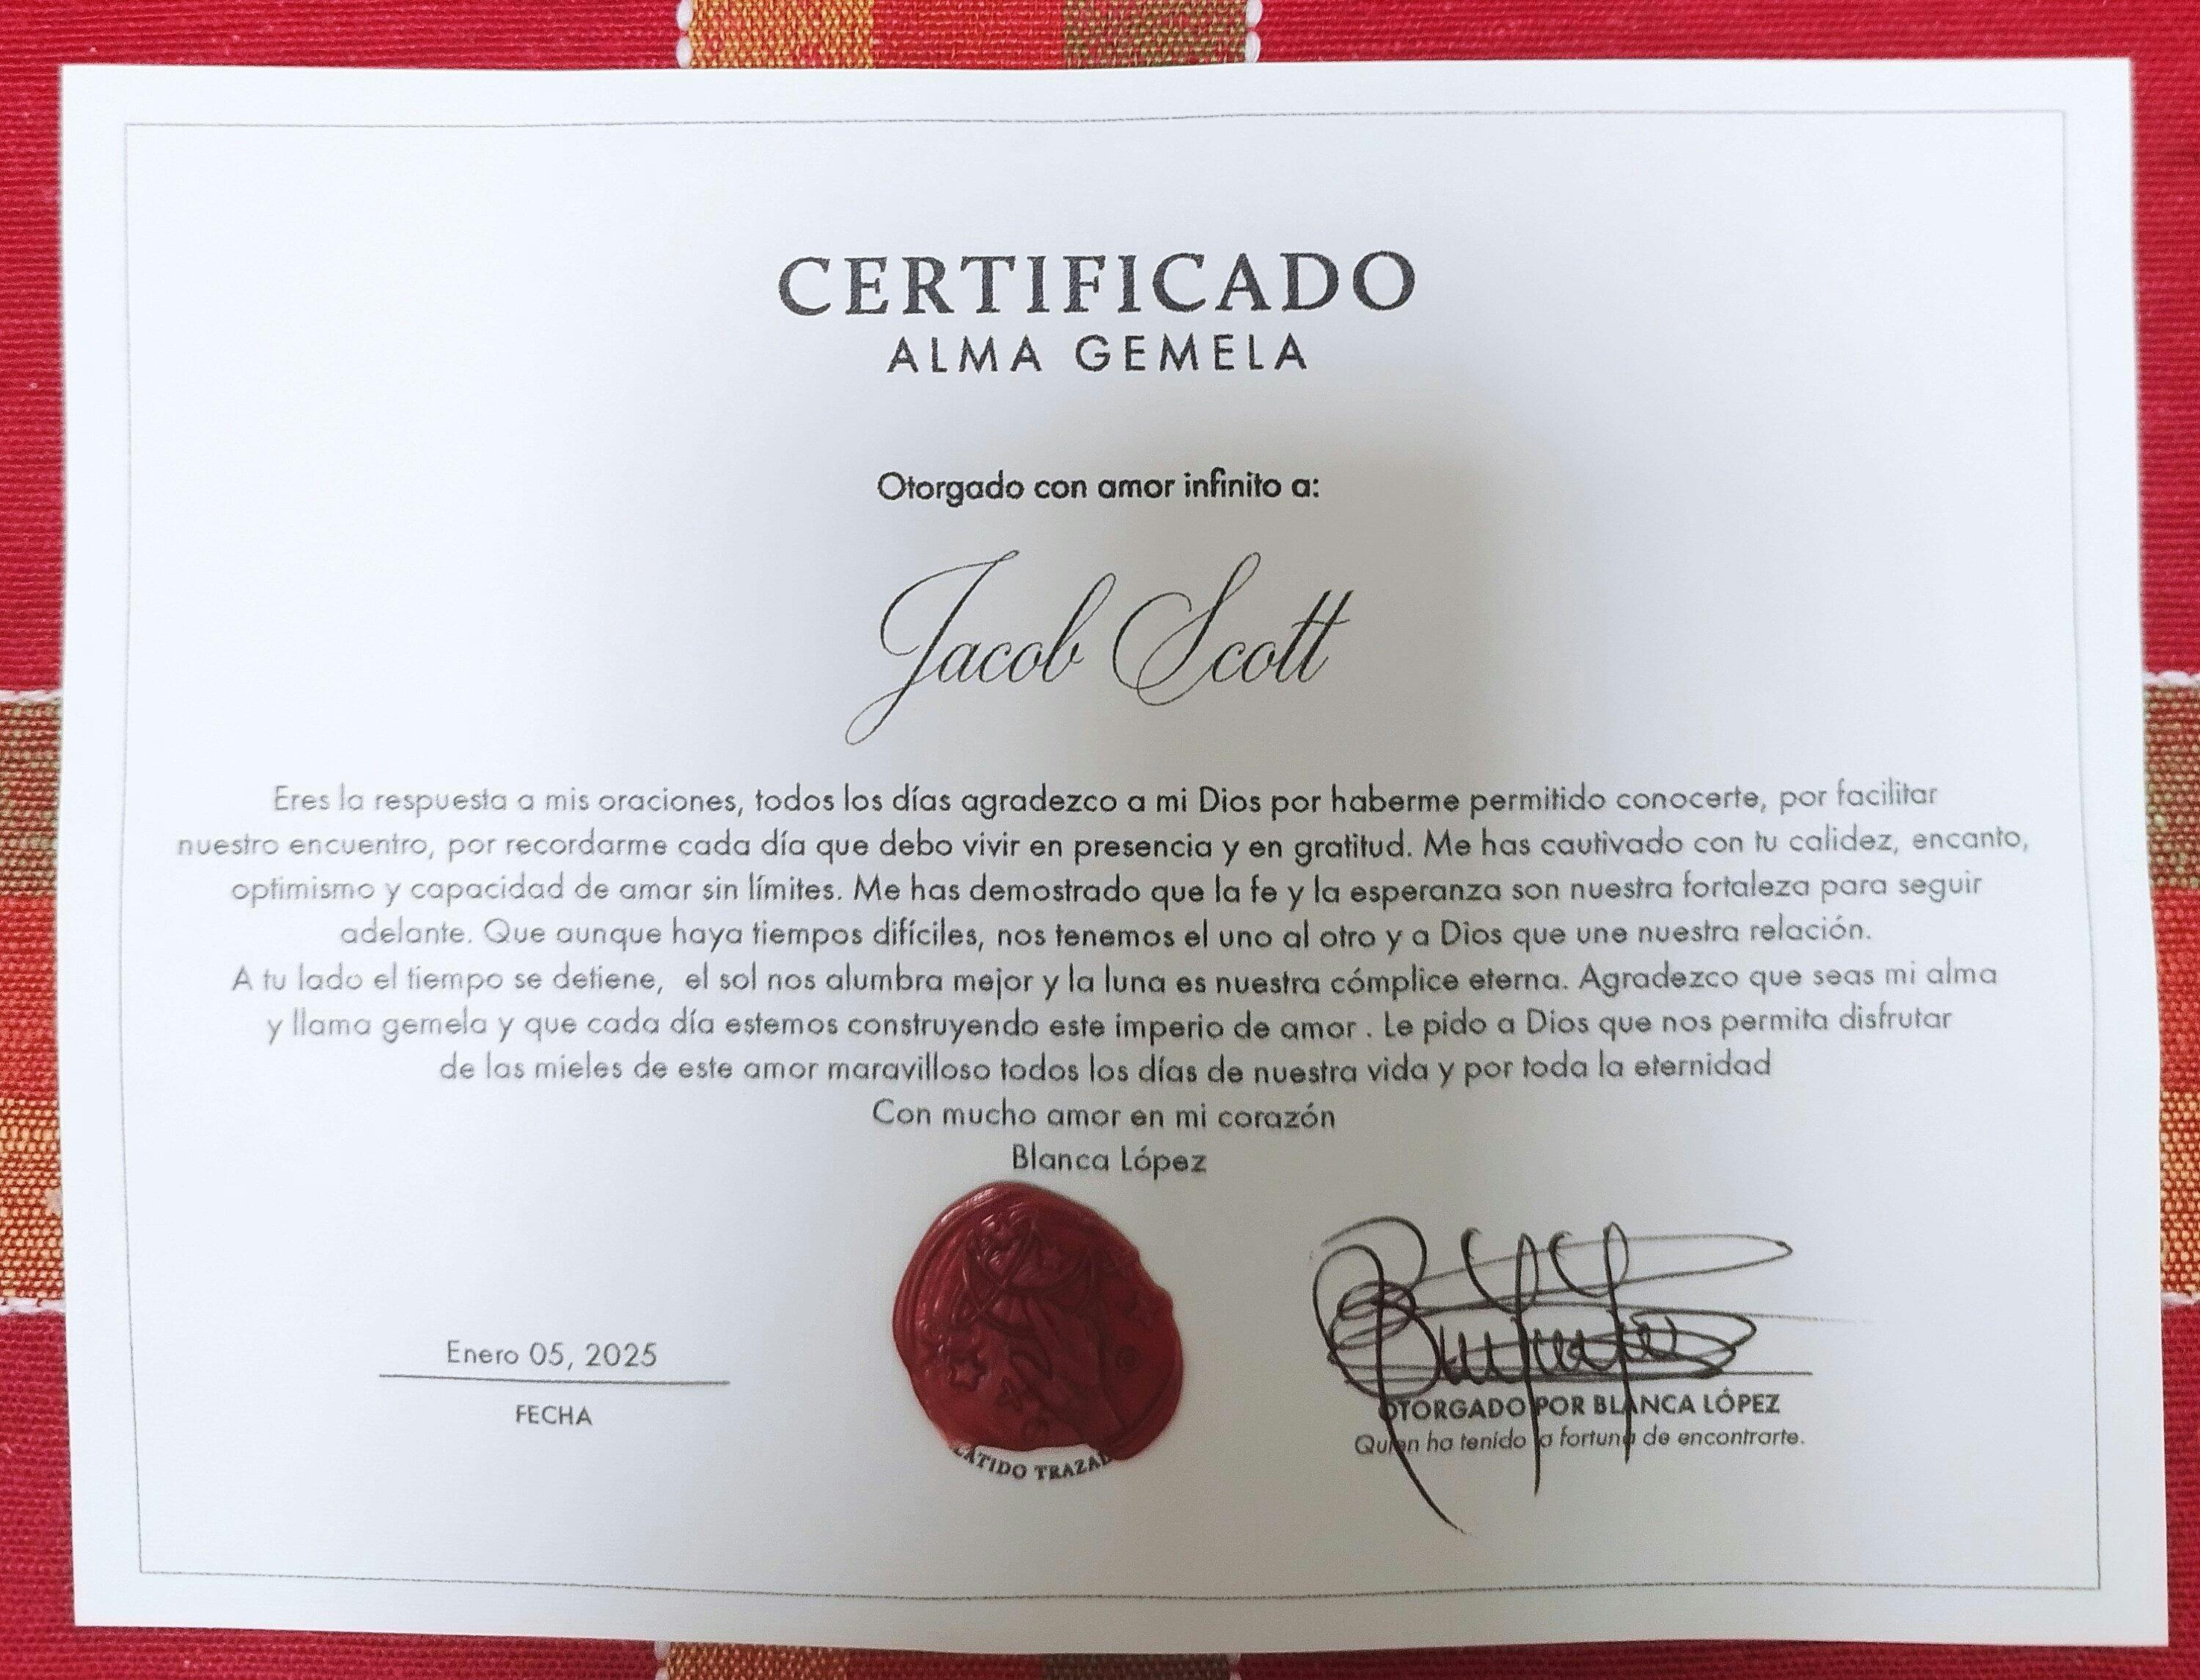 CERTIFICADO
ALMA GEMELA
Otorgado con amor infinito a:
Jacob Scott
Eres la respuesta a mis oraciones, todos los días agradezco a mi Dios por haberme permitido conocerte, por facilitar
nuestro encuentro, por recordarme cada día que debo vivir en presencia y en gratitud. Me has cautivado con tu calidez, encanto,
optimismo y capacidad de amar sin límites. Me has demostrado que la fe y la esperanza son nuestra fortaleza para seguir
adelante. Que aunque haya tiempos difíciles, nos tenemos el uno al otro y a Dios que une nuestra relación.
A tu lado el tiempo se detiene, el sol nos alumbra mejor y la luna es nuestra cómplice eterna. Agradezco que seas mi alma
y llama gemela y que cada día estemos construyendo este imperio de amor . Le pido a Dios que nos permita disfrutar
de las mieles de este amor maravilloso todos los días de nuestra vida y por toda la eternidad
Con mucho amor en mi corazón
Blanca López
Enero 05, 2025
FECHA
OTORGADO POR BLANCA LÓPEZ
Quien ha tenido la fortuna de encontrarte.